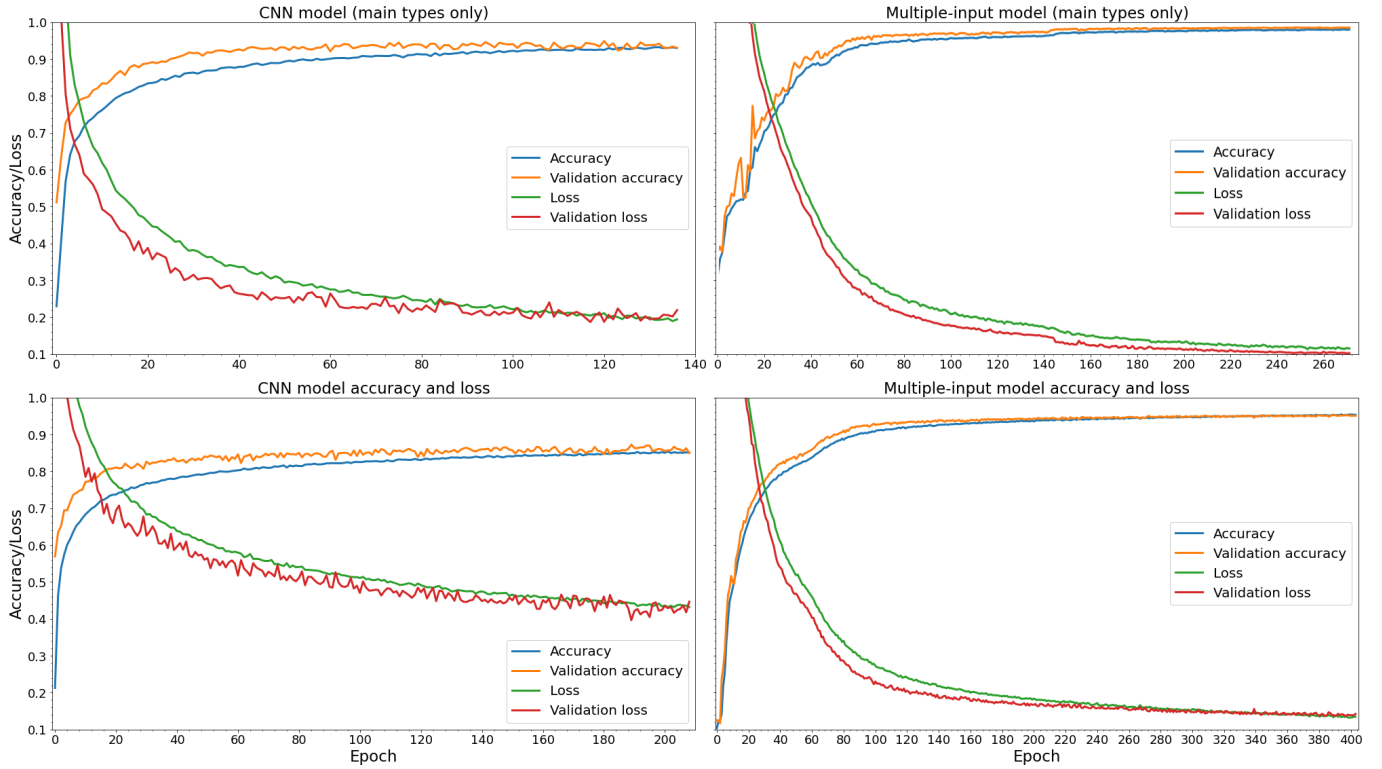 CNN model (main types only)
Multiple-input model (main types only)
Accuracy/Loss
1.0
0.9
0.8
0.7
0.6
0.5
0.4
0.3
0.2
0.1
Accuracy
Validation accuracy
Loss
Validation loss
0 20 40 60 80 100 120 140
Accuracy
Validation accuracy
Loss
Validation loss
0 20 40 60 80 100 120 140 160 180 200 220 240 260
CNN model accuracy and loss
Multiple-input model accuracy and loss
Accuracy/Loss
1.0
0.9
0.8
0.7
0.6
0.5
0.4
0.3
0.2
0.1
Accuracy
Validation accuracy
Loss
Validation loss
0 20 40 60 80 100 120 140 160 180 200
Epoch
Accuracy
Validation accuracy
Loss
Validation loss
0 20 40 60 80 100 120 140 160 180 200 220 240 260 280 300 320 340 360 380 400
Epoch